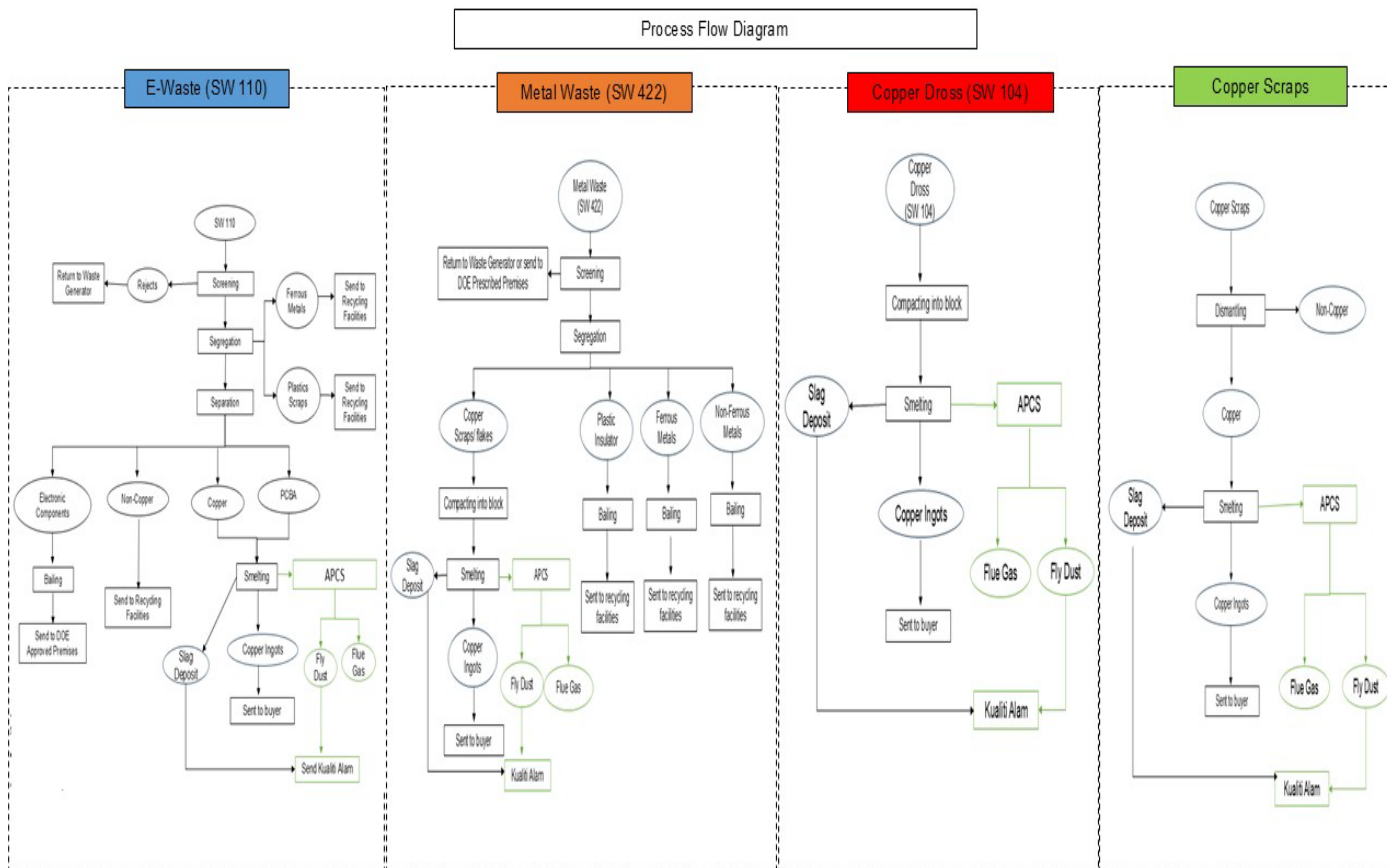 Process Flow Diagram
E-Waste (SW 110)
SW 110
Return to Waste
Generator
Rejects
Screening
Ferrous
Metals
Send to
Recycling
Facilities
Segregation
Plastics
Scraps
Send to
Recycling
Facilities
Separation
Electronic
Components
Non-Copper
Copper
PCBA
Bailing
Smelting
APCS
Send to DOE
Approved Premises
Send to Recycling
Facilities
Slag
Deposit
Copper Ingots
Fly
Dust
Flue
Gas
Sent to buyer
Send Kualiti Alam
Metal Waste (SW 422)
Metal Waste
(SW 422)
Return to Waste Generator or send to
DOE Prescribed Premises
Screening
Segregation
Copper
Scraps/ flakes
Plastic
Insulator
Ferrous
Metals
Non-Ferrous
Metals
Compacting into block
Bailing
Bailing
Bailing
Slag
Deposit
Smelting
APCS
Sent to recycling
facilities
Sent to recycling
facilities
Sent to recycling
facilities
Copper
Ingots
Fly Dust
Flue Gas
Sent to buyer
Kualiti Alam
Copper Dross (SW 104)
Copper
Dross
(SW 104)
Compacting into block
Slag
Deposit
Smelting
APCS
Copper Ingots
Flue
Gas
Fly
Dust
Sent to buyer
Kualiti Alam
Copper Scraps
Copper Scraps
Dismantling
Non-Copper
Copper
Slag
Deposit
Smelting
APCS
Copper Ingots
Flue Gas
Fly Dust
Sent to buyer
Kualiti Alam